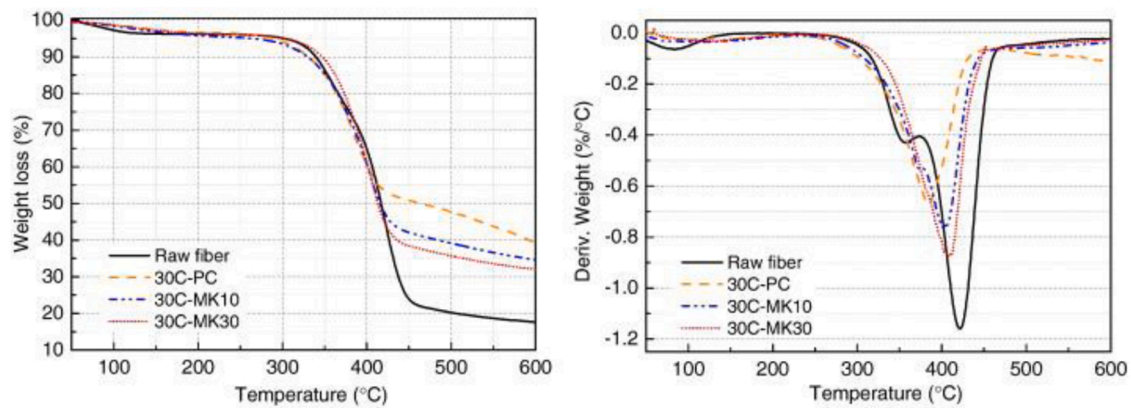 100
90
80
70
60
50
40
30
20
10
Weight loss (%)
Raw fiber
30C-PC
30C-MK10
30C-MK30
100 200 300 400 500 600
Temperature (°C)
0.0
-0.2
-0.4
-0.6
-0.8
-1.0
-1.2
Deriv. Weight (%/°C)
Raw fiber
30C-PC
30C-MK10
30C-MK30
100 200 300 400 500 600
Temperature (°C)